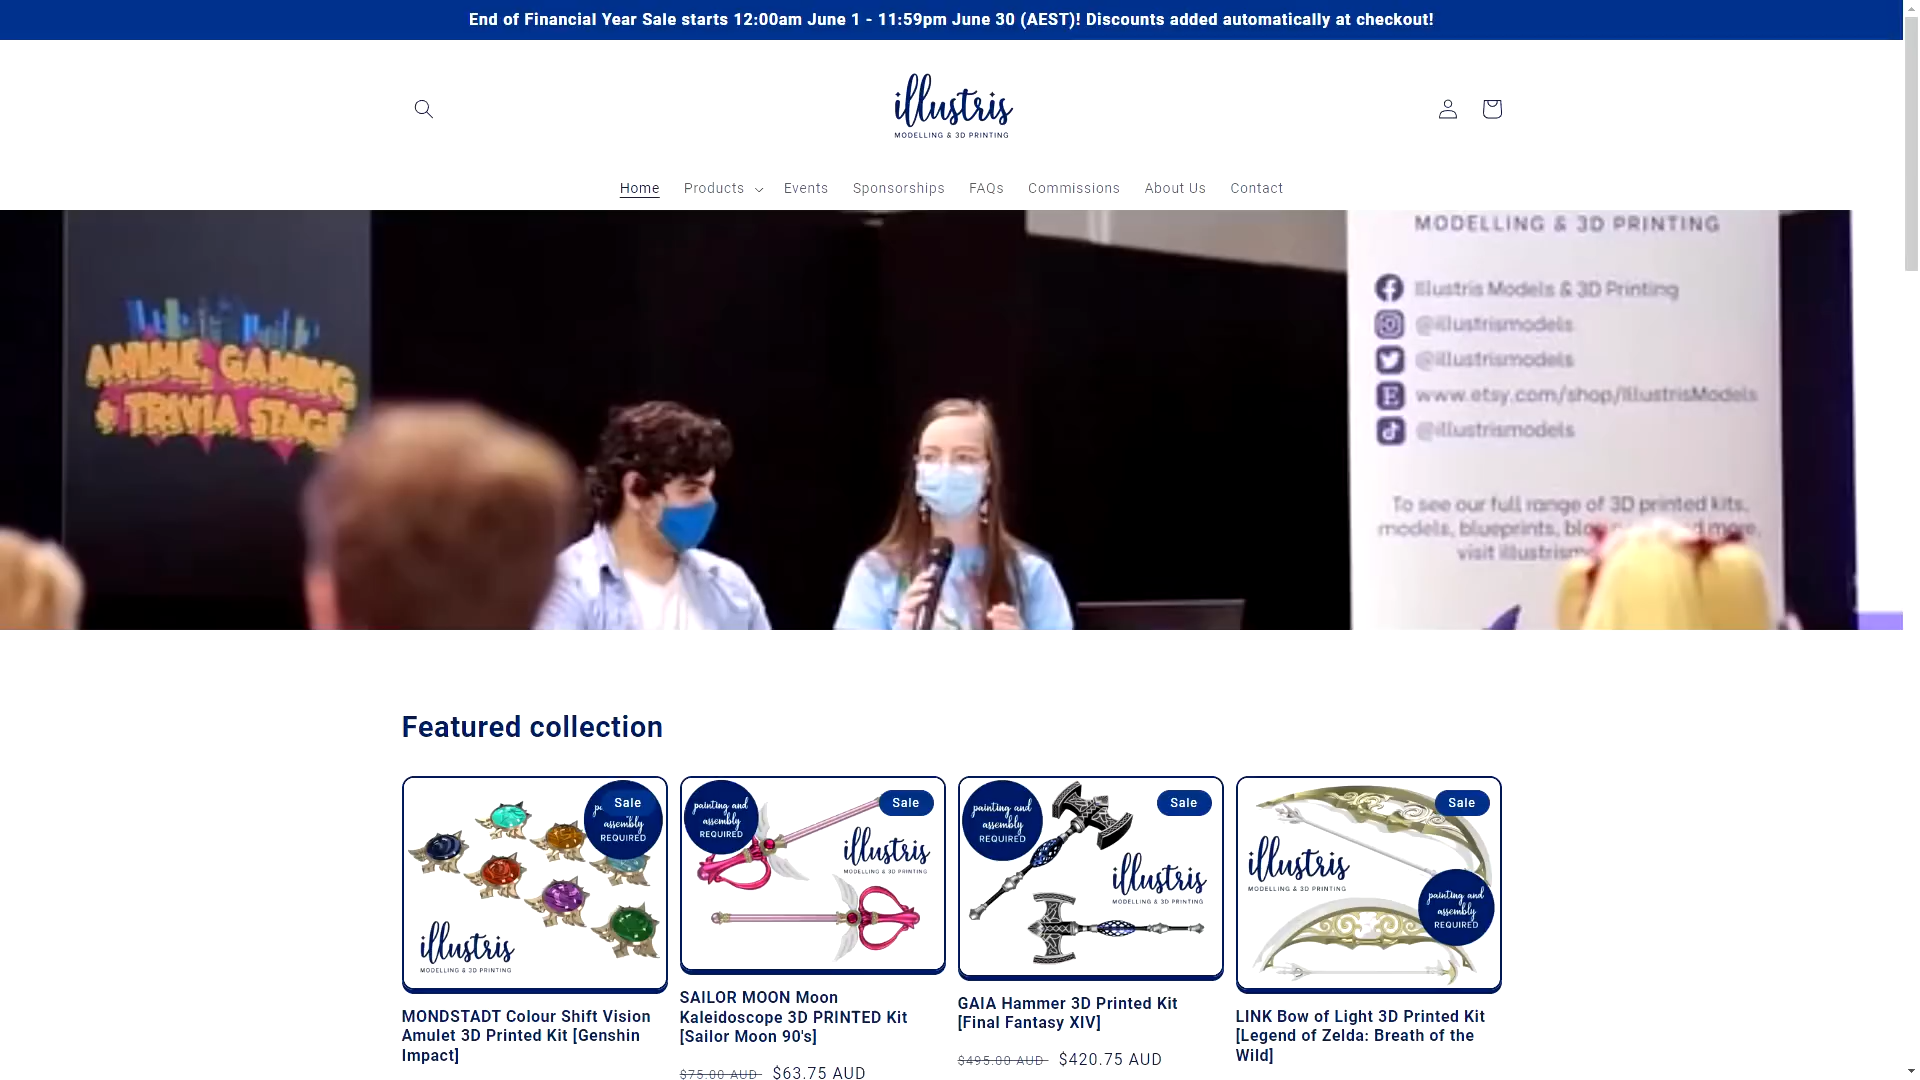 End of Financial Year Sale starts 12:00am June 1 - 11:59pm June 30 (AEST)! Discounts added automatically at checkout!
illustris
MODELLING & 3D PRINTING
Home
Products
Events
Sponsorships
FAQs
Commissions
About Us
Contact
ANIME, GAMING
& TRIVIA STAGE
MODELLING & 3D PRINTING
Illustris Models & 3D Printing
@illustrismodels
@illustrismodels
www.etsy.com/shop/IllustrisModels
@illustrismodels
To see our full range of 3D printed kits,
models, blueprints, more,
visit
Featured collection
Sale
assembly
REQUIRED
illustris
MODELLING & 3D PRINTING
MONDSTADT Colour Shift Vision
Amulet 3D Printed Kit [Genshin
Impact]
painting and
assembly
REQUIRED
Sale
illustris
MODELLING & 3D PRINTING
SAILOR MOON Moon
Kaleidoscope 3D PRINTED Kit
[Sailor Moon 90's]
$75.00 AUD $63.75 AUD
painting and
assembly
REQUIRED
Sale
illustris
MODELLING & 3D PRINTING
GAIA Hammer 3D Printed Kit
[Final Fantasy XIV]
$495.00 AUD $420.75 AUD
Sale
illustris
MODELLING & 3D PRINTING
painting and
assembly
REQUIRED
LINK Bow of Light 3D Printed Kit
[Legend of Zelda: Breath of the
Wild]